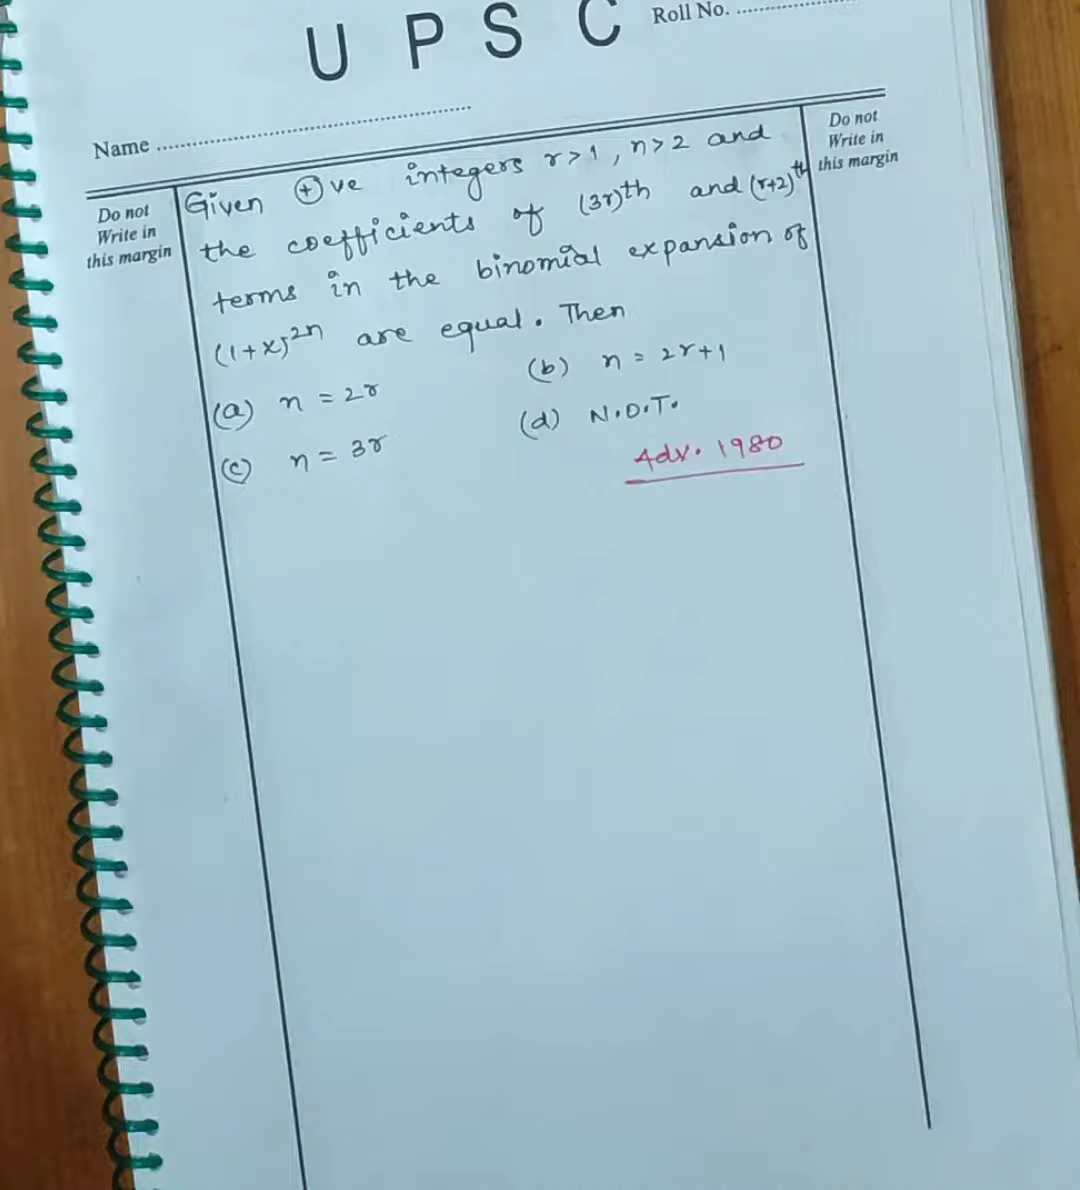 U P S C
Roll No. ....................
Name ..................................................
Do not
Write in
this margin
Do not
Write in
this margin
Given ⊕ve integers r>1, n>2 and
the coefficients of (3r)th and (r+2)th
terms in the binomial expansion of
(1+x)^2n are equal. Then
(a) n = 2r (b) n = 2r+1
(c) n = 3r (d) N.O.T.
Adv. 1980